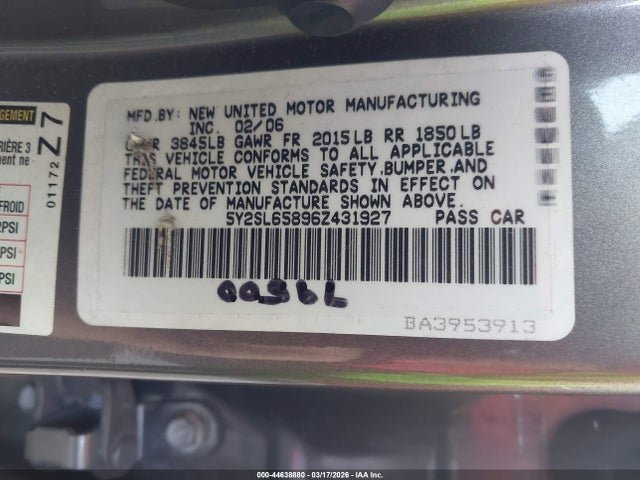 MFD.BY: NEW UNITED MOTOR MANUFACTURING
INC. 02/06
3845LB GAWR FR 2015LB RR 1850LB
THIS VEHICLE CONFORMS TO ALL APPLICABLE
FEDERAL MOTOR VEHICLE SAFETY,BUMPER,AND
THEFT PREVENTION STANDARDS IN EFFECT ON
THE DATE OF MANUFACTURE SHOWN ABOVE.
5Y2SL65896Z431927 PASS CAR
BA3953913
01172 Z7
FROID
PSI
PSI
PSI
000-44638880 - 03/17/2026 - IAA Inc.